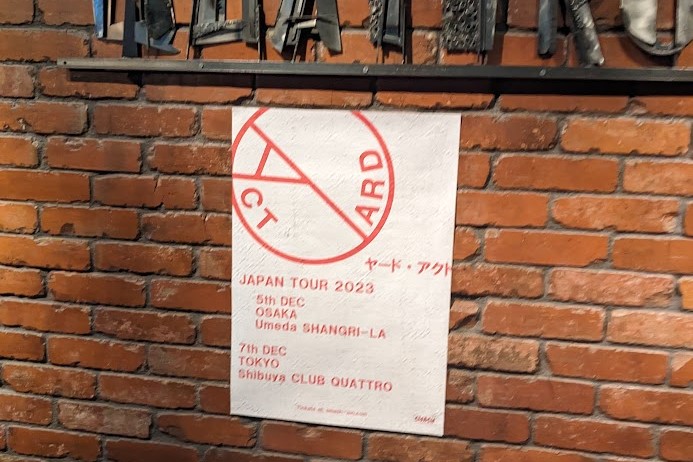 YARD
ACT
ヤード・アクト
JAPAN TOUR 2023
5th DEC
OSAKA
Umeda SHANGRI-LA
7th DEC
TOKYO
Shibuya CLUB QUATTRO